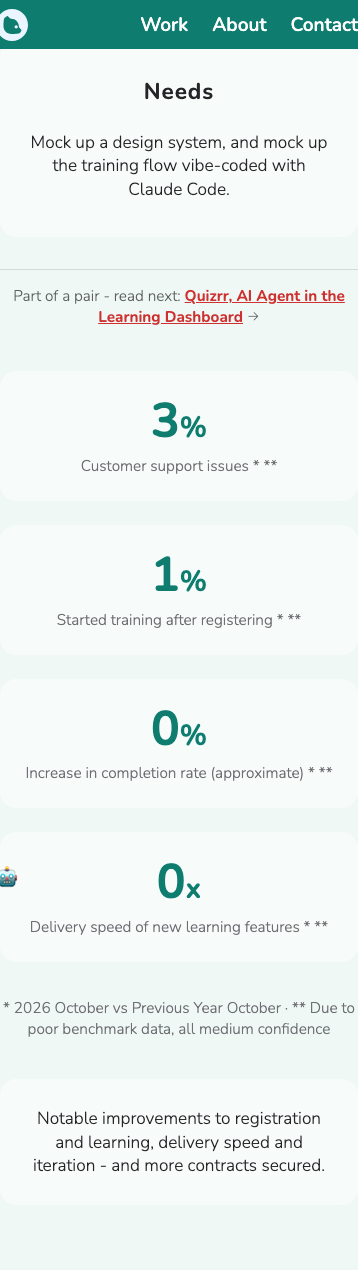 Work About Contact
Needs
Mock up a design system, and mock up
the training flow vibe-coded with
Claude Code.
Part of a pair - read next: Quizrr, AI Agent in the
Learning Dashboard →
3%
Customer support issues * **
1%
Started training after registering * **
0%
Increase in completion rate (approximate) * **
0x
Delivery speed of new learning features * **
* 2026 October vs Previous Year October · ** Due to
poor benchmark data, all medium confidence
Notable improvements to registration
and learning, delivery speed and
iteration - and more contracts secured.